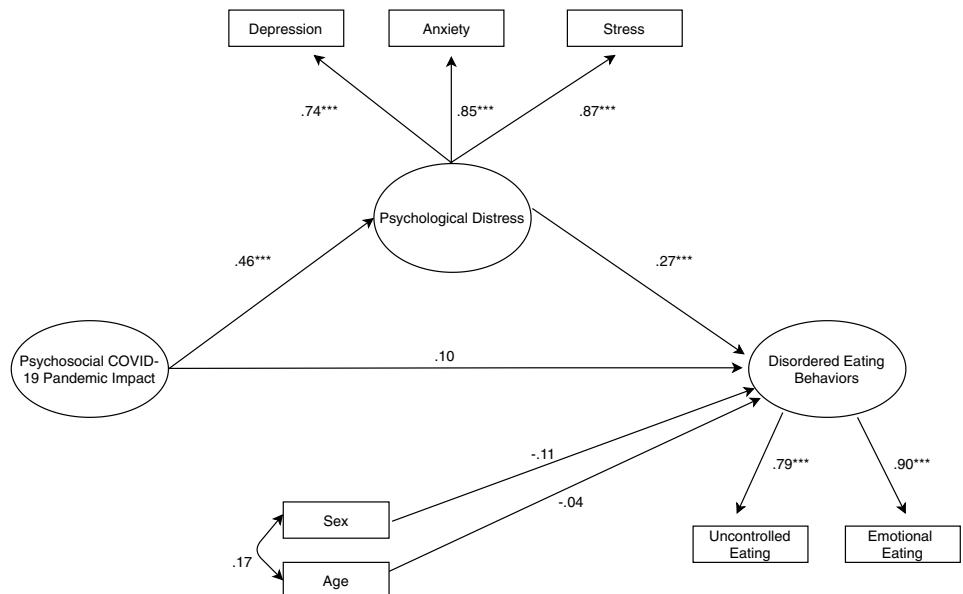 Depression
Anxiety
Stress
.74***
.85***
.87***
Psychological Distress
.46***
.27***
Psychosocial COVID-
19 Pandemic Impact
.10
Disordered Eating
Behaviors
-.11
-.04
.79***
.90***
Sex
.17
Age
Uncontrolled
Eating
Emotional
Eating